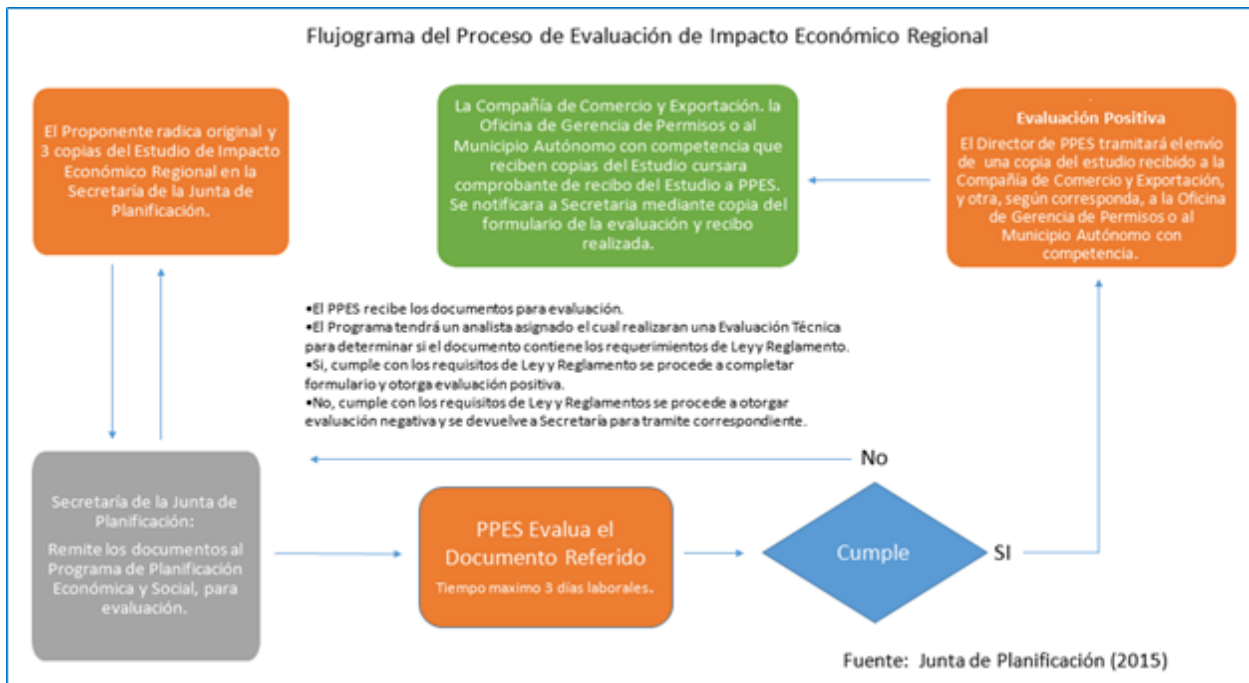 Flujograma del Proceso de Evaluación de Impacto Económico Regional
El Proponente radica original y
3 copias del Estudio de Impacto
Económico Regional en la
Secretaría de la Junta de
Planificación.
La Compañía de Comercio y Exportación. la
Oficina de Gerencia de Permisos o al
Municipio Autónomo con competencia que
reciben copias del Estudio cursara
comprobante de recibo del Estudio a PPES.
Se notificara a Secretaria mediante copia del
formulario de la evaluación y recibo
realizada.
Evaluación Positiva
El Director de PPES tramitará el envío
de una copia del estudio recibido a la
Compañía de Comercio y Exportación,
y otra, según corresponda, a la Oficina
de Gerencia de Permisos o al
Municipio Autónomo con
competencia.
•El PPES recibe los documentos para evaluación.
•El Programa tendrá un analista asignado el cual realizaran una Evaluación Técnica
para determinar si el documento contiene los requerimientos de Ley y Reglamento.
•Si, cumple con los requisitos de Ley y Reglamento se procede a completar
formulario y otorga evaluación positiva.
•No, cumple con los requisitos de Ley y Reglamentos se procede a otorgar
evaluación negativa y se devuelve a Secretaría para tramite correspondiente.
No
Secretaría de la Junta de
Planificación:
Remite los documentos al
Programa de Planificación
Económica y Social, para
evaluación.
PPES Evalua el
Documento Referido
Tiempo maximo 3 días laborales.
Cumple
SI
Fuente: Junta de Planificación (2015)